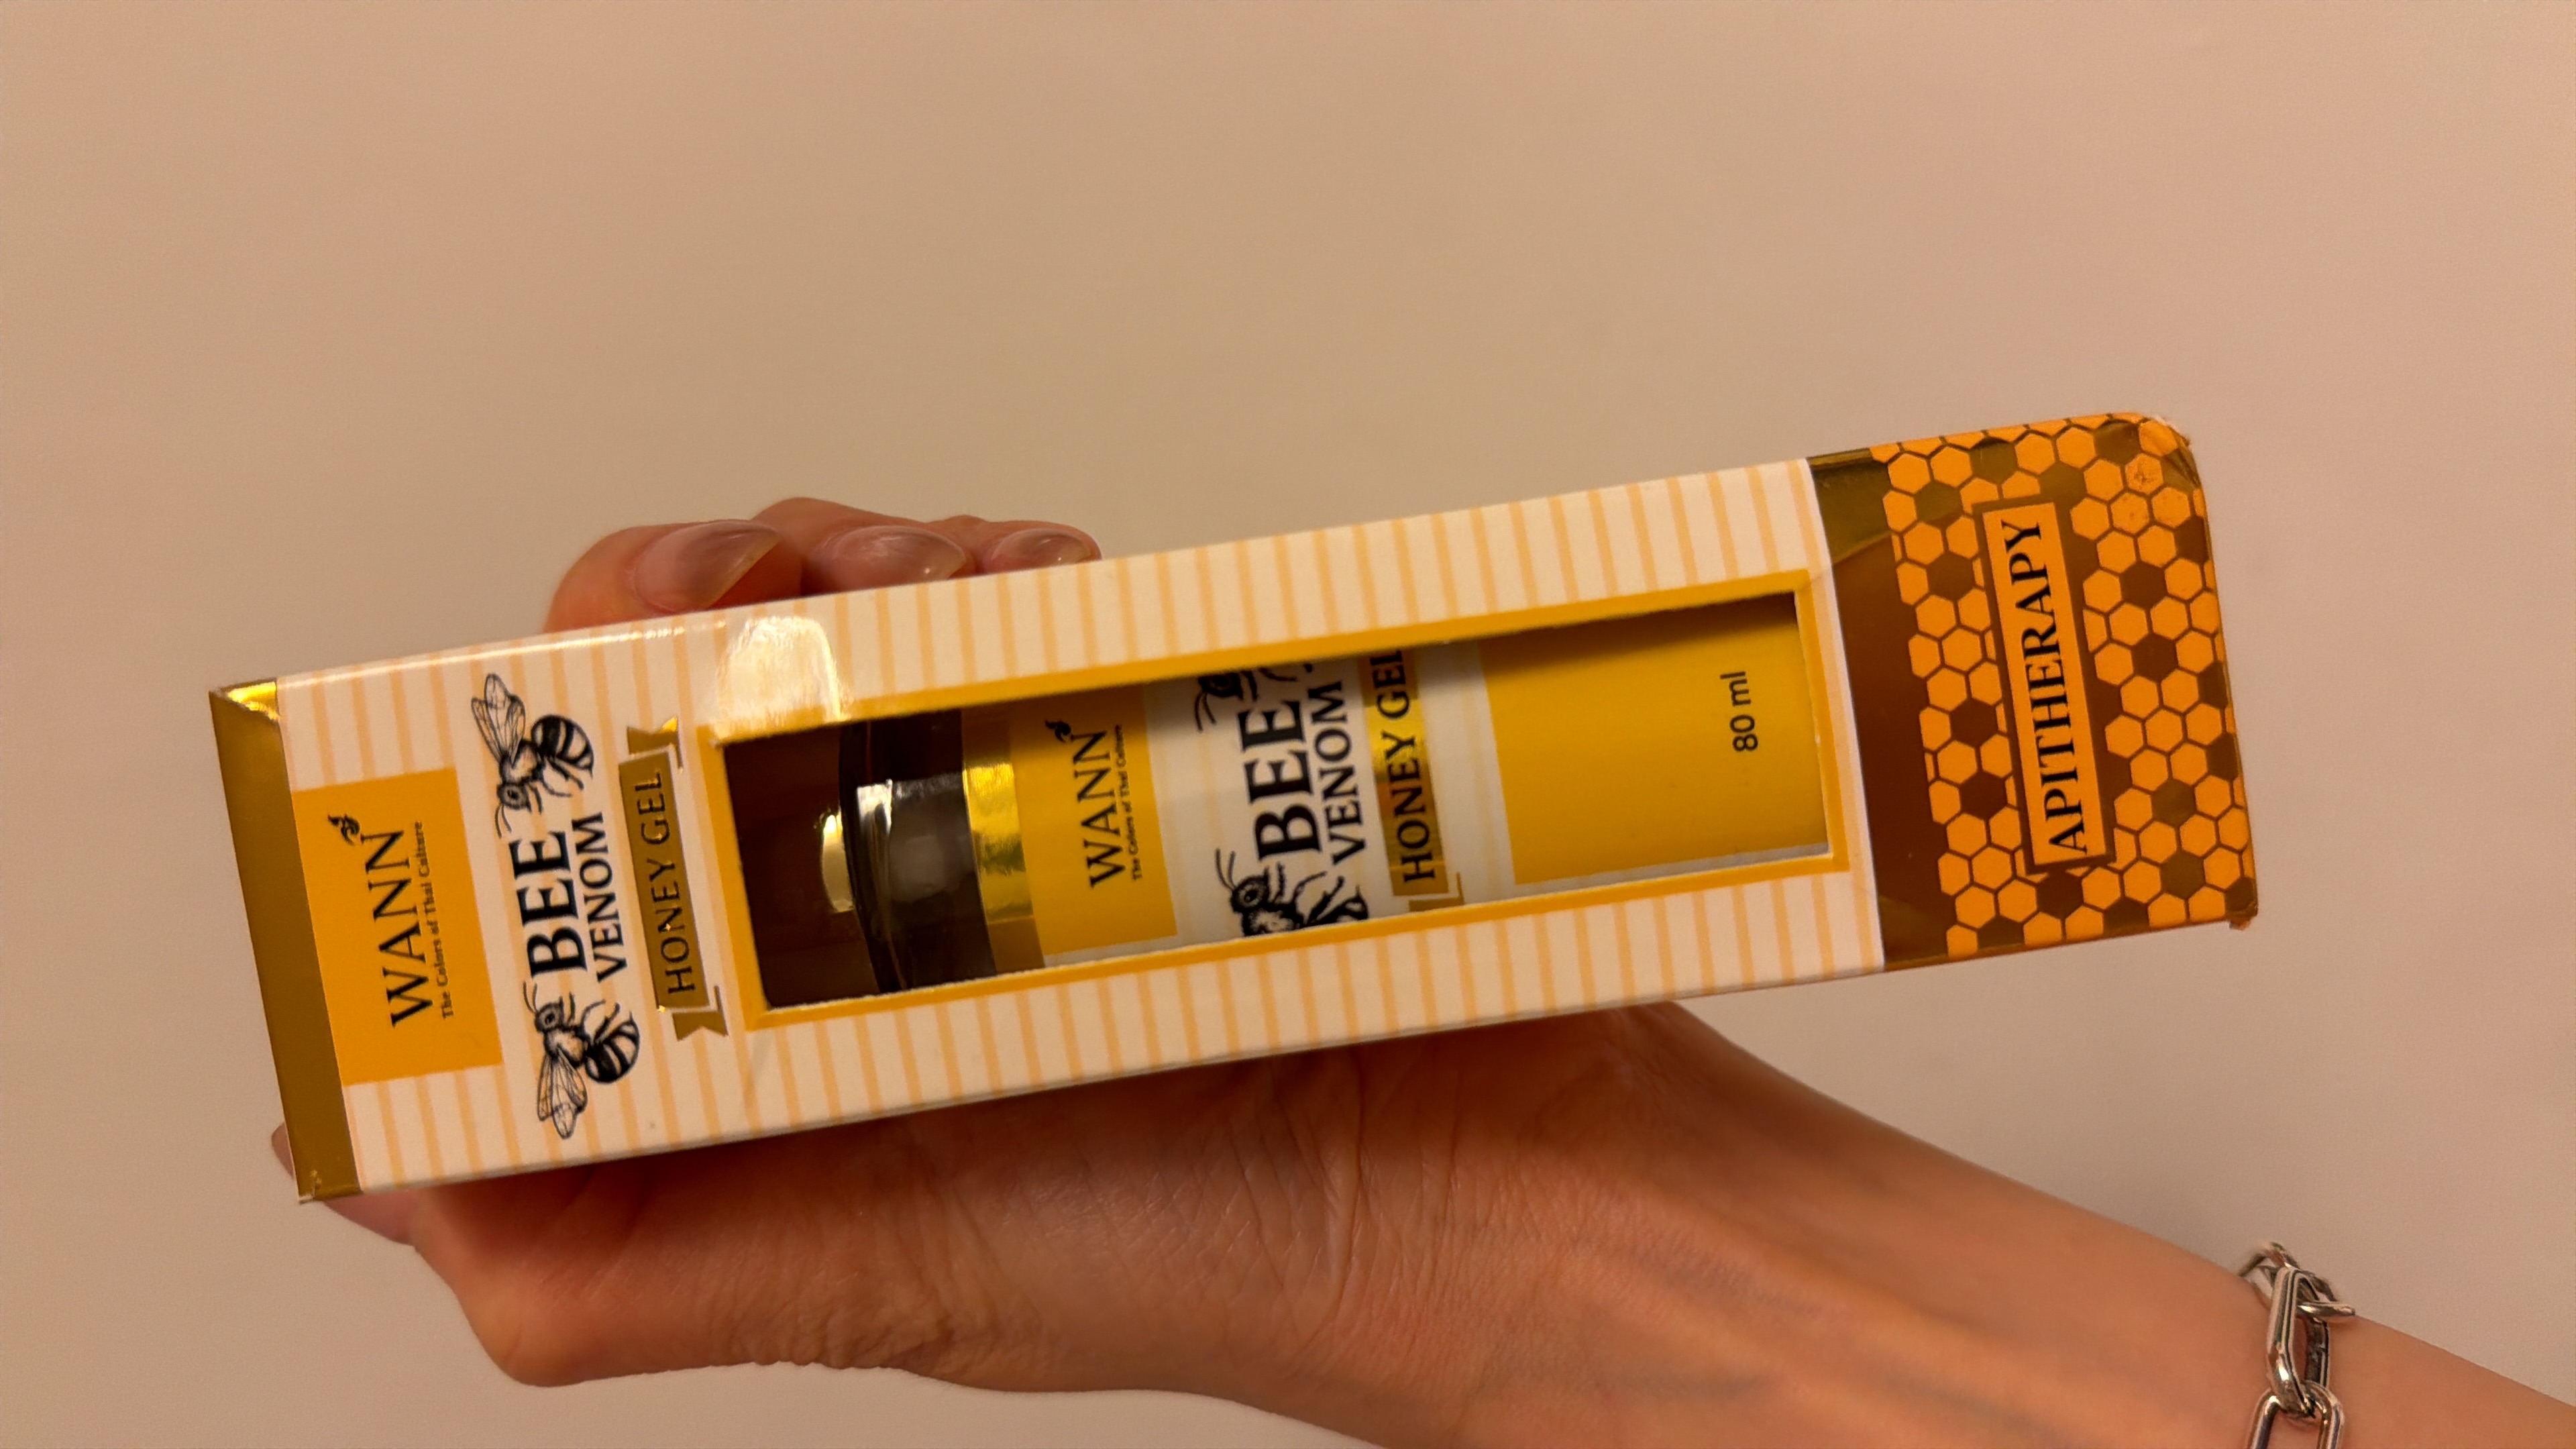 WANN
The Colors of Thai Culture
BEE
VENOM
HONEY GEL
WANN
The Colors of Thai Culture
BEE
VENOM
HONEY GEL
80 ml
APITHERAPY